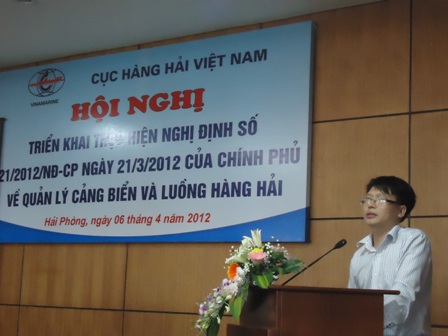 CỤC HÀNG HẢI VIỆT NAM
VINAMARINE
HỘI NGHỊ
TRIỂN KHAI THỰC HIỆN NGHỊ ĐỊNH SỐ
21/2012/NĐ-CP NGÀY 21/3/2012 CỦA CHÍNH PHỦ
VỀ QUẢN LÝ CẢNG BIỂN VÀ LUỒNG HÀNG HẢI
Hải Phòng, ngày 06 tháng 4 năm 2012